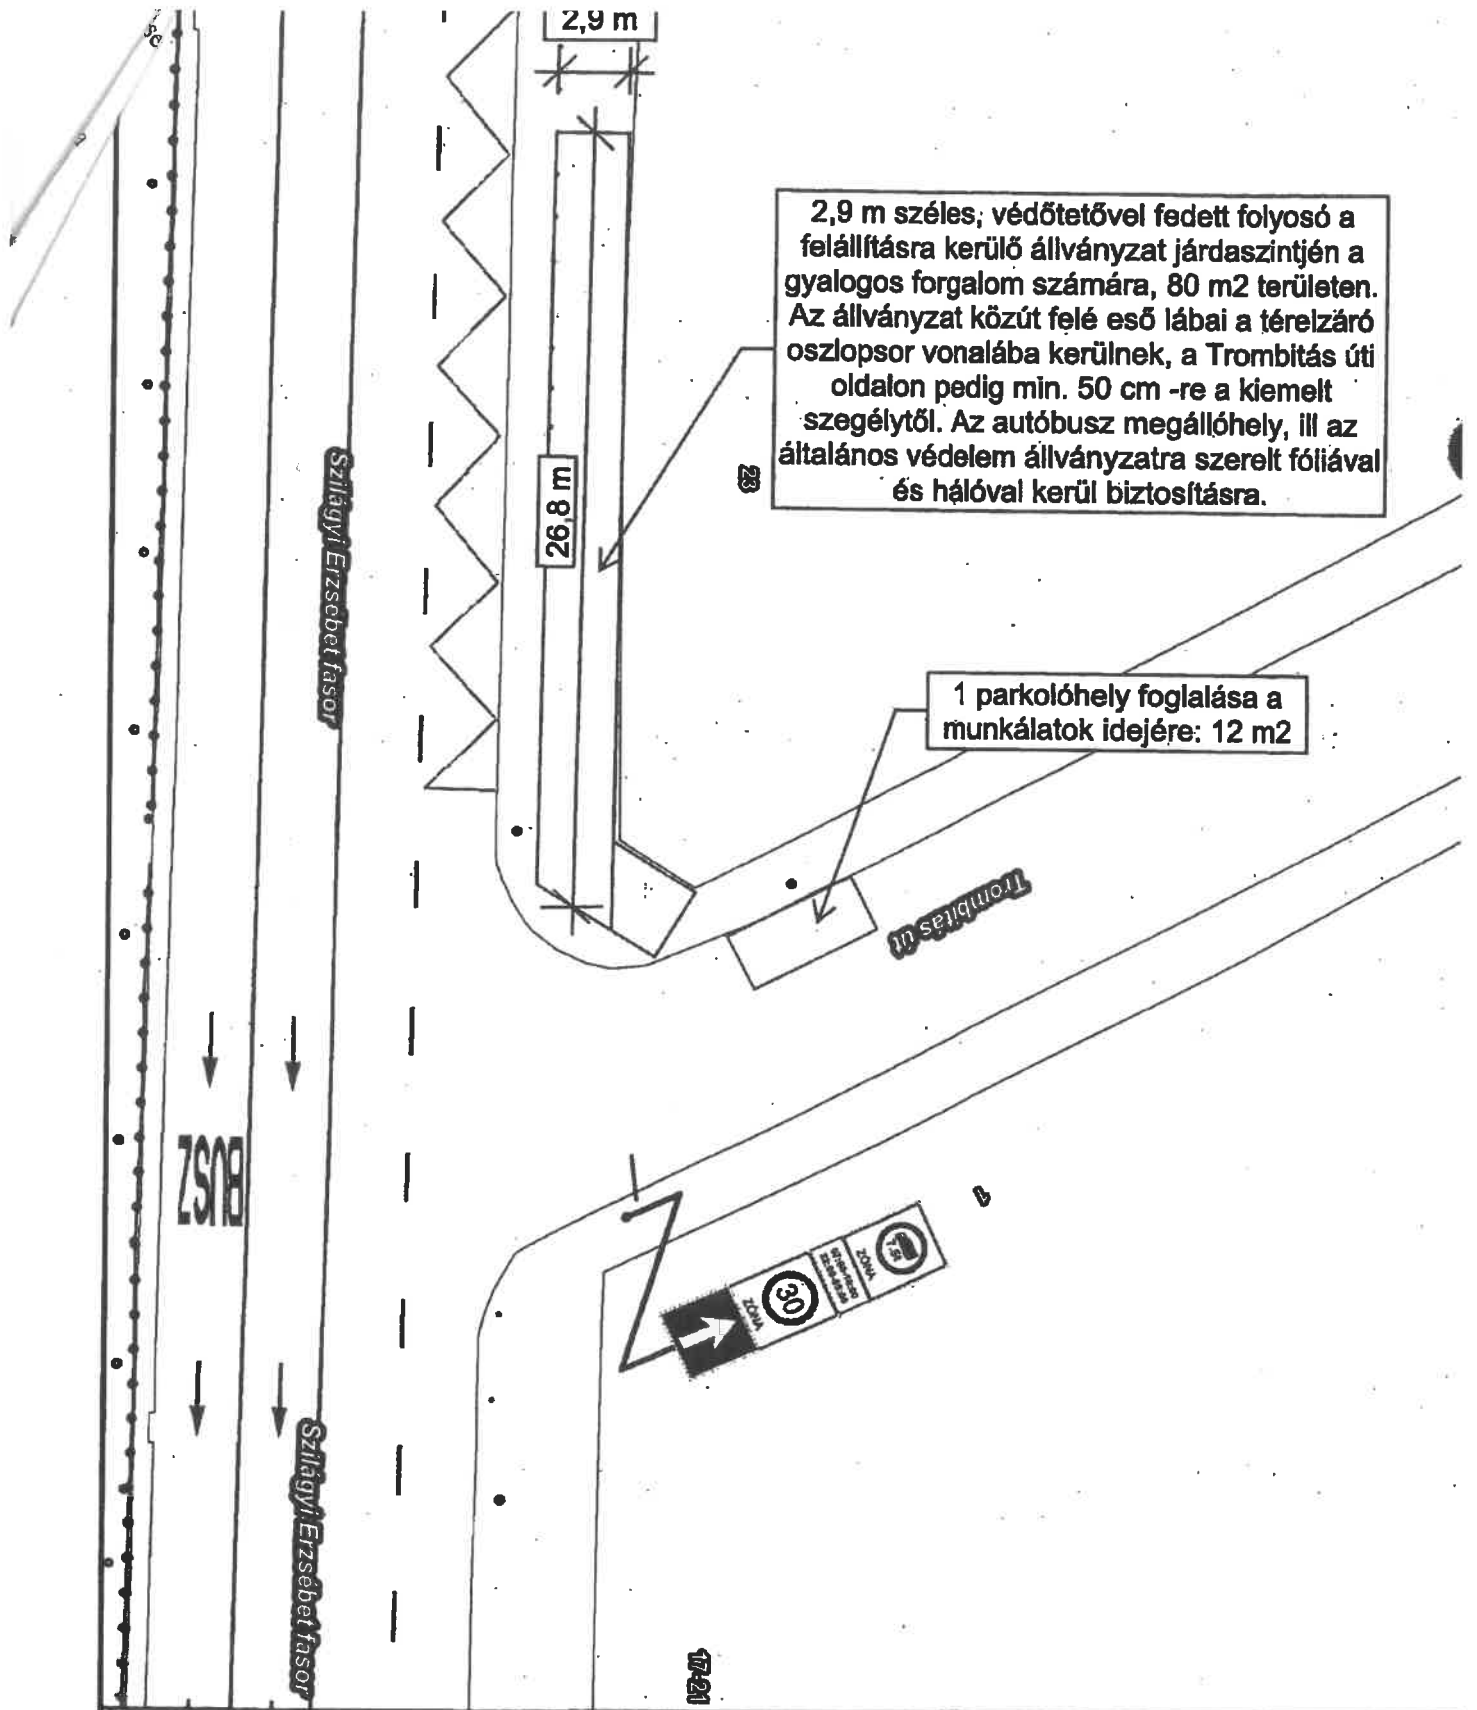 2,9 m
2,9 m széles, védőtetővel fedett folyosó a
felállításra kerülő állványzat járdaszintjén a
gyalogos forgalom számára, 80 m2 területen.
Az állványzat közút felé eső lábai a térelzáró
oszlopsor vonalába kerülnek, a Trombitás úti
oldalon pedig min. 50 cm -re a kiemelt
szegélytől. Az autóbusz megállóhely, ill az
általános védelem állványzatra szerelt fóliával
és hálóval kerül biztosításra.
23
26,8 m
Szilágyi Erzsébet fasor
1 parkolóhely foglalása a
munkálatok idejére: 12 m2
Trombitás út
BUSZ
ZÓNA
30
ZÓNA
7.5t
Szilágyi Erzsébet fasor
17-21